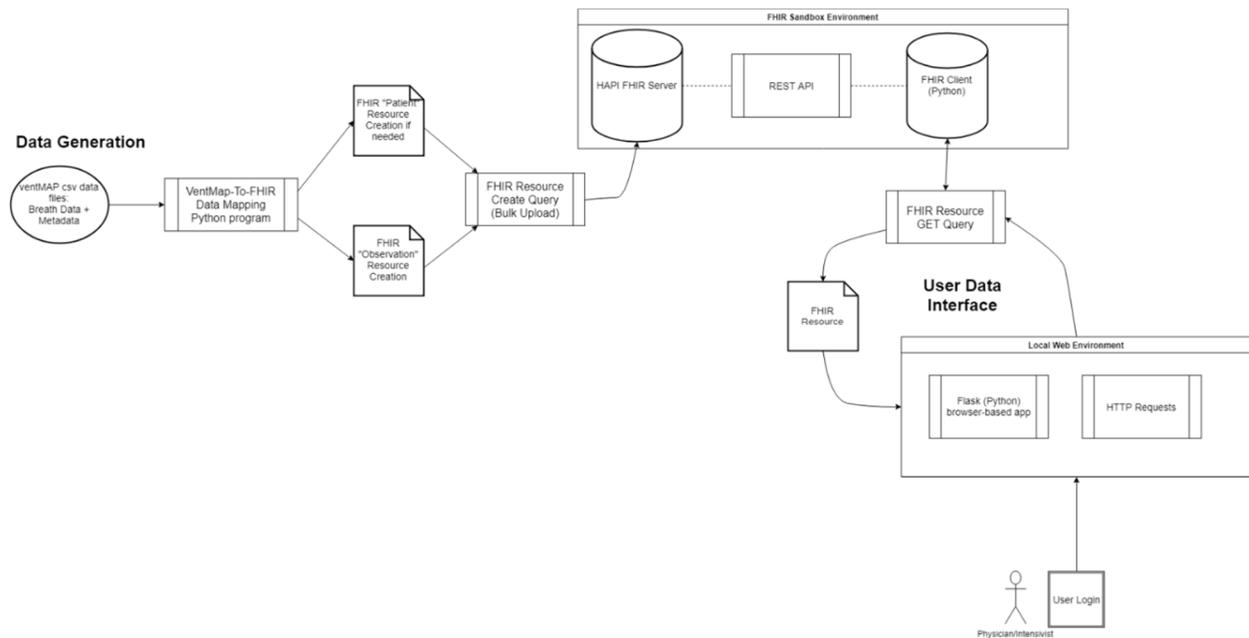 FHIR Sandbox Environment
HAPI FHIR Server
REST API
FHIR Client
(Python)
Data Generation
ventMAP csv data
files:
Breath Data +
Metadata
VentMap-To-FHIR
Data Mapping
Python program
FHIR "Patient"
Resource
Creation if
needed
FHIR
"Observation"
Resource
Creation
FHIR Resource
Create Query
(Bulk Upload)
FHIR Resource
GET Query
User Data
Interface
FHIR
Resource
Local Web Environment
Flask (Python)
browser-based app
HTTP Requests
User Login
Physician/Intensivist